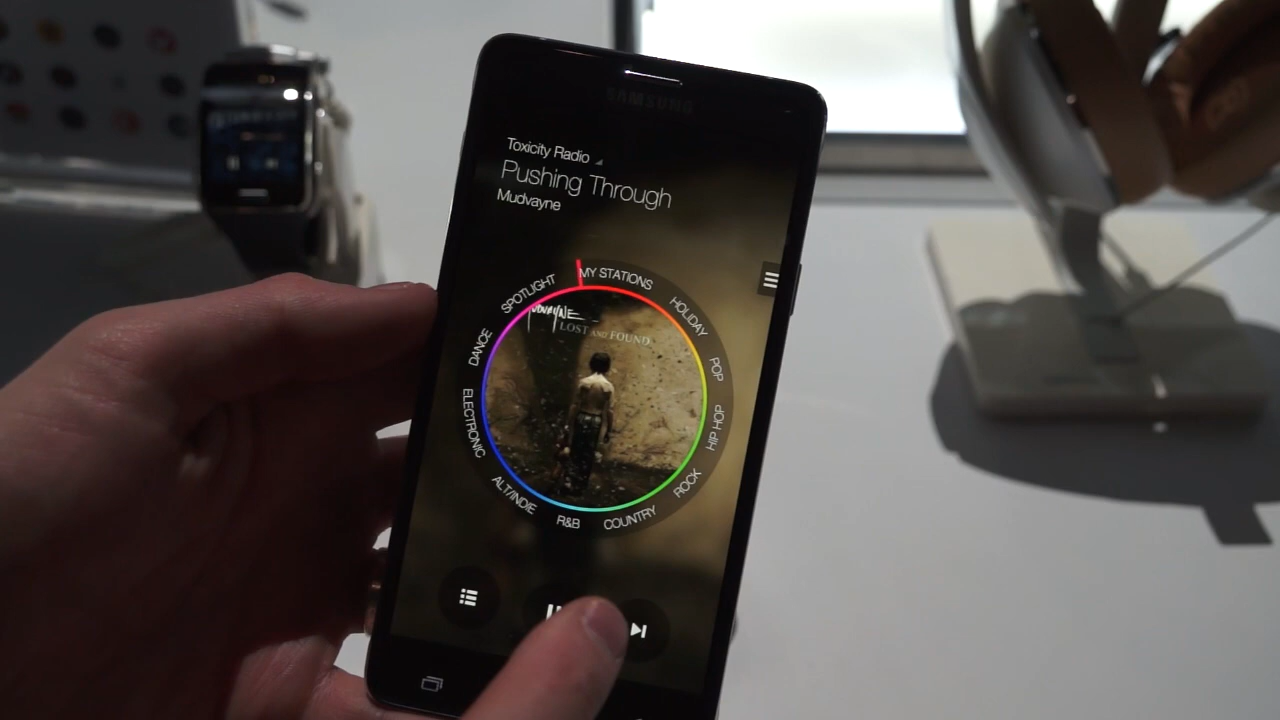 SAMSUNG
Toxicity Radio
Pushing Through
Mudvayne
MY STATIONS
HOLIDAY
POP
HIP HOP
ROCK
COUNTRY
R&B
ALT/INDIE
ELECTRONIC
DANCE
SPOTLIGHT
MUDVAYNE
LOST AND FOUND